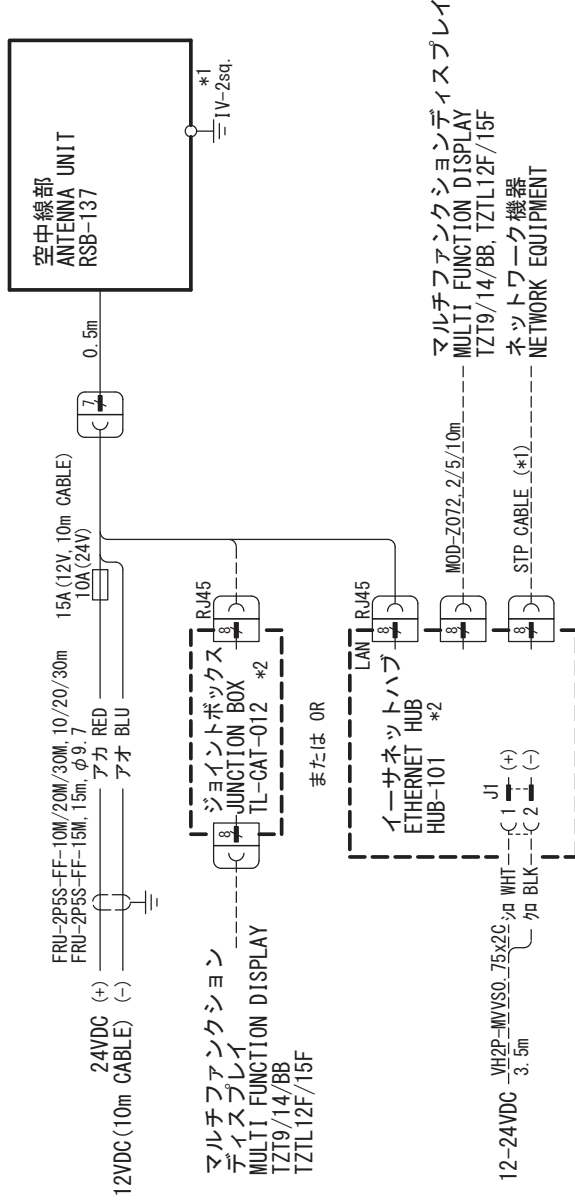 空中線部
ANTENNA UNIT
RSB-137
*1
IV-2sq.
0.5m
7
15A (12V, 10m CABLE)
10A (24V)
FRU-2P5S-FF-10M/20M/30M, 10/20/30m
FRU-2P5S-FF-15M, 15m, φ9.7
アカ RED
アオ BLU
24VDC (+)
12VDC (10m CABLE) (-)
RJ45
8
ジョイントボックス
JUNCTION BOX
TL-CAT-012 *2
8
マルチファンクション
ディスプレイ
MULTI FUNCTION DISPLAY
TZT9/14/BB
TZTL12F/15F
または OR
LAN
RJ45
8
8
8
イーサネットハブ
ETHERNET HUB
HUB-101 *2
MOD-Z072, 2/5/10m
マルチファンクションディスプレイ
MULTI FUNCTION DISPLAY
TZT9/14/BB, TZTL12F/15F
STP CABLE (*1)
ネットワーク機器
NETWORK EQUIPMENT
J1
1 (+)
2 (-)
12-24VDC
VH2P-MVVS0.75x2C
3.5m
シロ WHT
クロ BLK